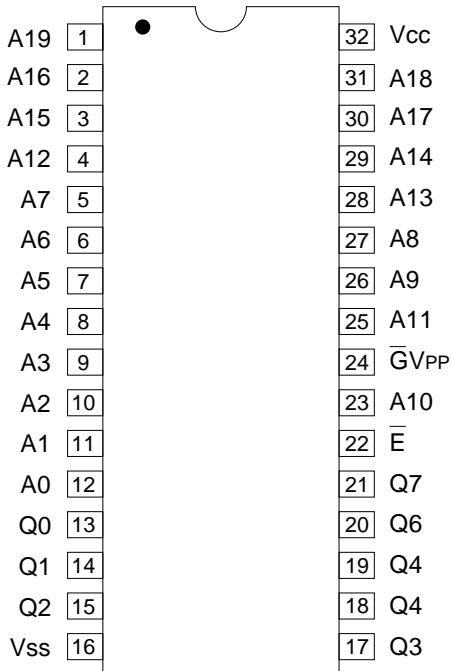 A19 1 32 Vcc
A16 2 31 A18
A15 3 30 A17
A12 4 29 A14
A7 5 28 A13
A6 6 27 A8
A5 7 26 A9
A4 8 25 A11
A3 9 24 G̅VPP
A2 10 23 A10
A1 11 22 E̅
A0 12 21 Q7
Q0 13 20 Q6
Q1 14 19 Q4
Q2 15 18 Q4
Vss 16 17 Q3